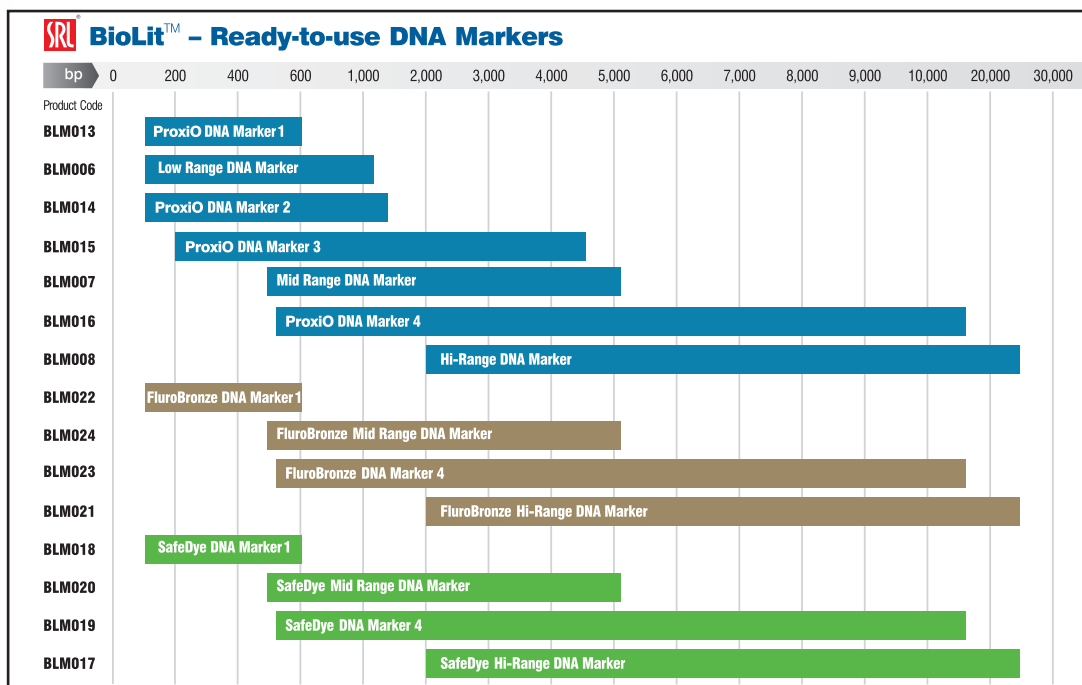 SRL® BioLit™ – Ready-to-use DNA Markers
bp 0 200 400 600 1,000 2,000 3,000 4,000 5,000 6,000 7,000 8,000 9,000 10,000 20,000 30,000
Product Code
BLM013 ProxiO DNA Marker 1
BLM006 Low Range DNA Marker
BLM014 ProxiO DNA Marker 2
BLM015 ProxiO DNA Marker 3
BLM007 Mid Range DNA Marker
BLM016 ProxiO DNA Marker 4
BLM008 Hi-Range DNA Marker
BLM022 FluroBronze DNA Marker 1
BLM024 FluroBronze Mid Range DNA Marker
BLM023 FluroBronze DNA Marker 4
BLM021 FluroBronze Hi-Range DNA Marker
BLM018 SafeDye DNA Marker 1
BLM020 SafeDye Mid Range DNA Marker
BLM019 SafeDye DNA Marker 4
BLM017 SafeDye Hi-Range DNA Marker